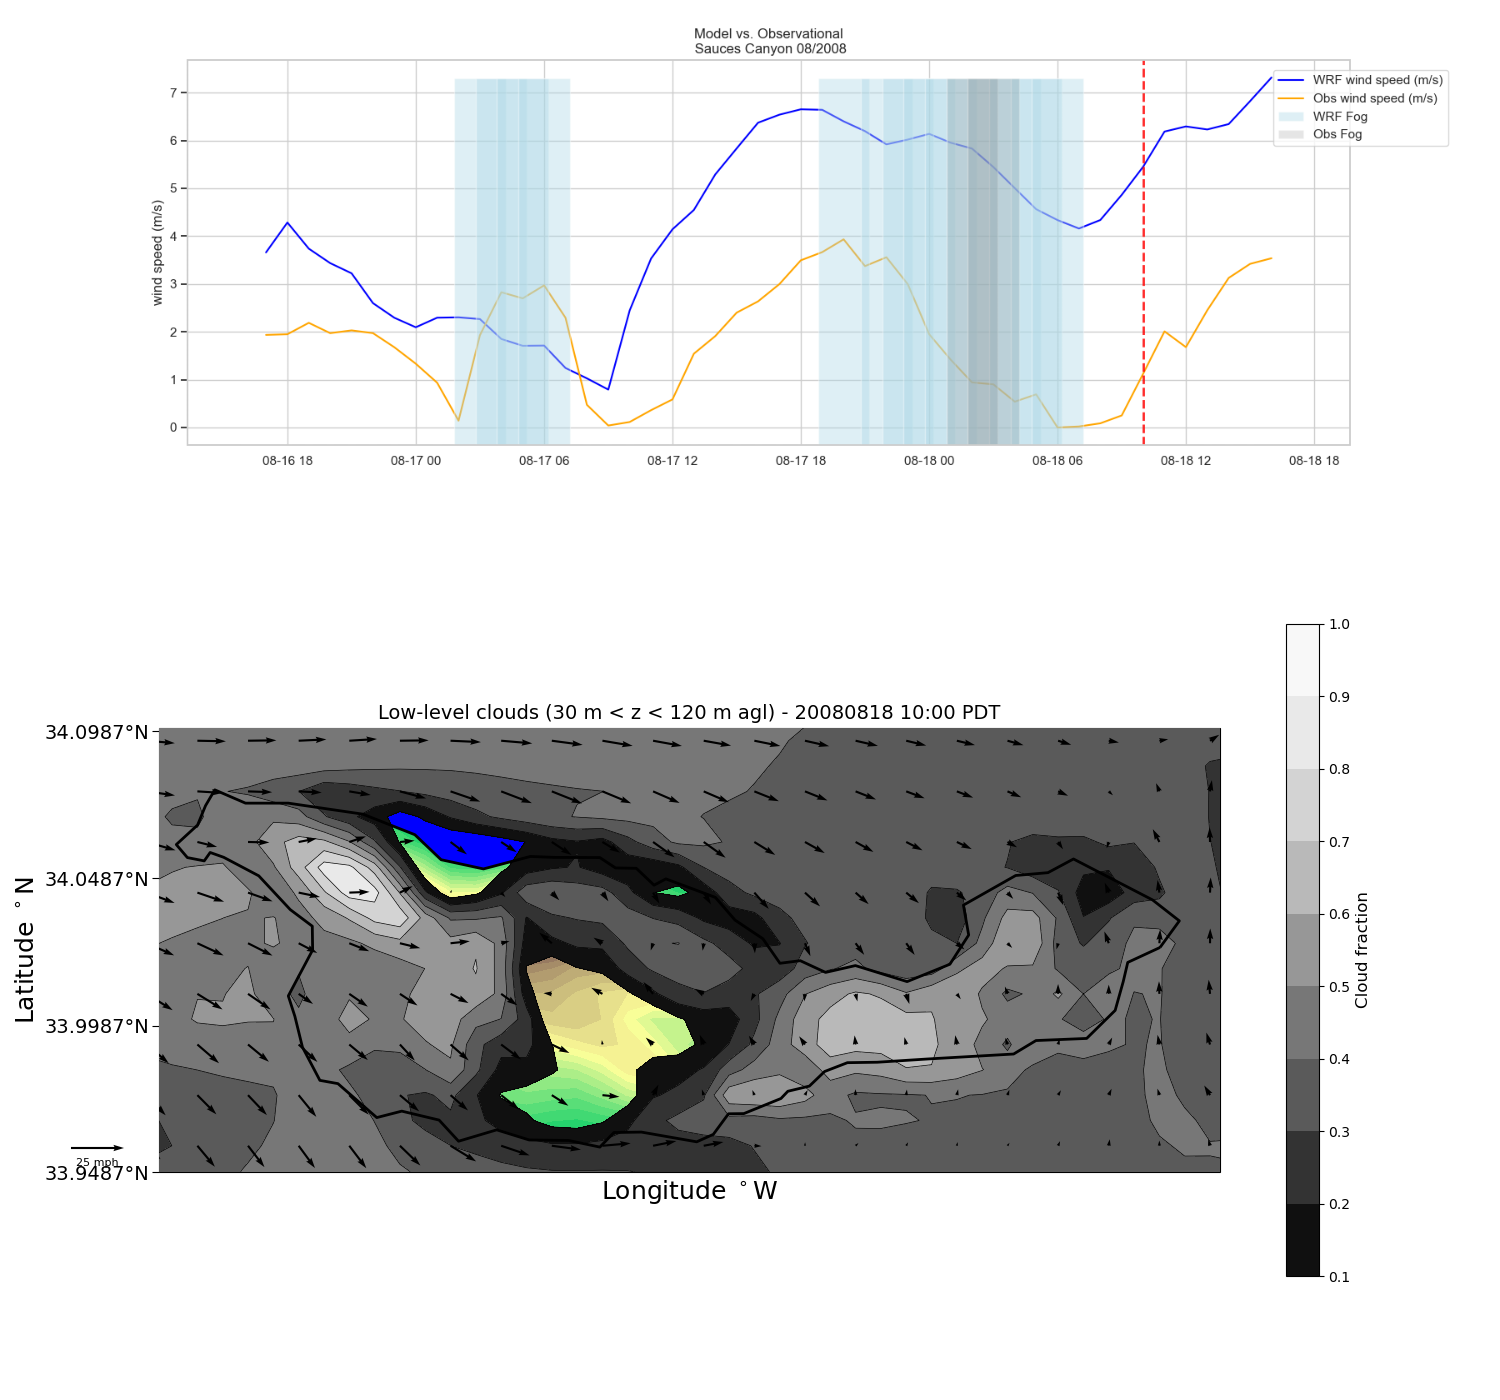 Model vs. Observational
Sauces Canyon 08/2008
WRF wind speed (m/s)
Obs wind speed (m/s)
WRF Fog
Obs Fog
wind speed (m/s)
7
6
5
4
3
2
1
0
08-16 18 08-17 00 08-17 06 08-17 12 08-17 18 08-18 00 08-18 06 08-18 12 08-18 18
Low-level clouds (30 m < z < 120 m agl) - 20080818 10:00 PDT
34.0987°N
34.0487°N
33.9987°N
33.9487°N
Latitude °N
25 mph
Longitude °W
1.0
0.9
0.8
0.7
0.6
0.5
0.4
0.3
0.2
0.1
Cloud fraction